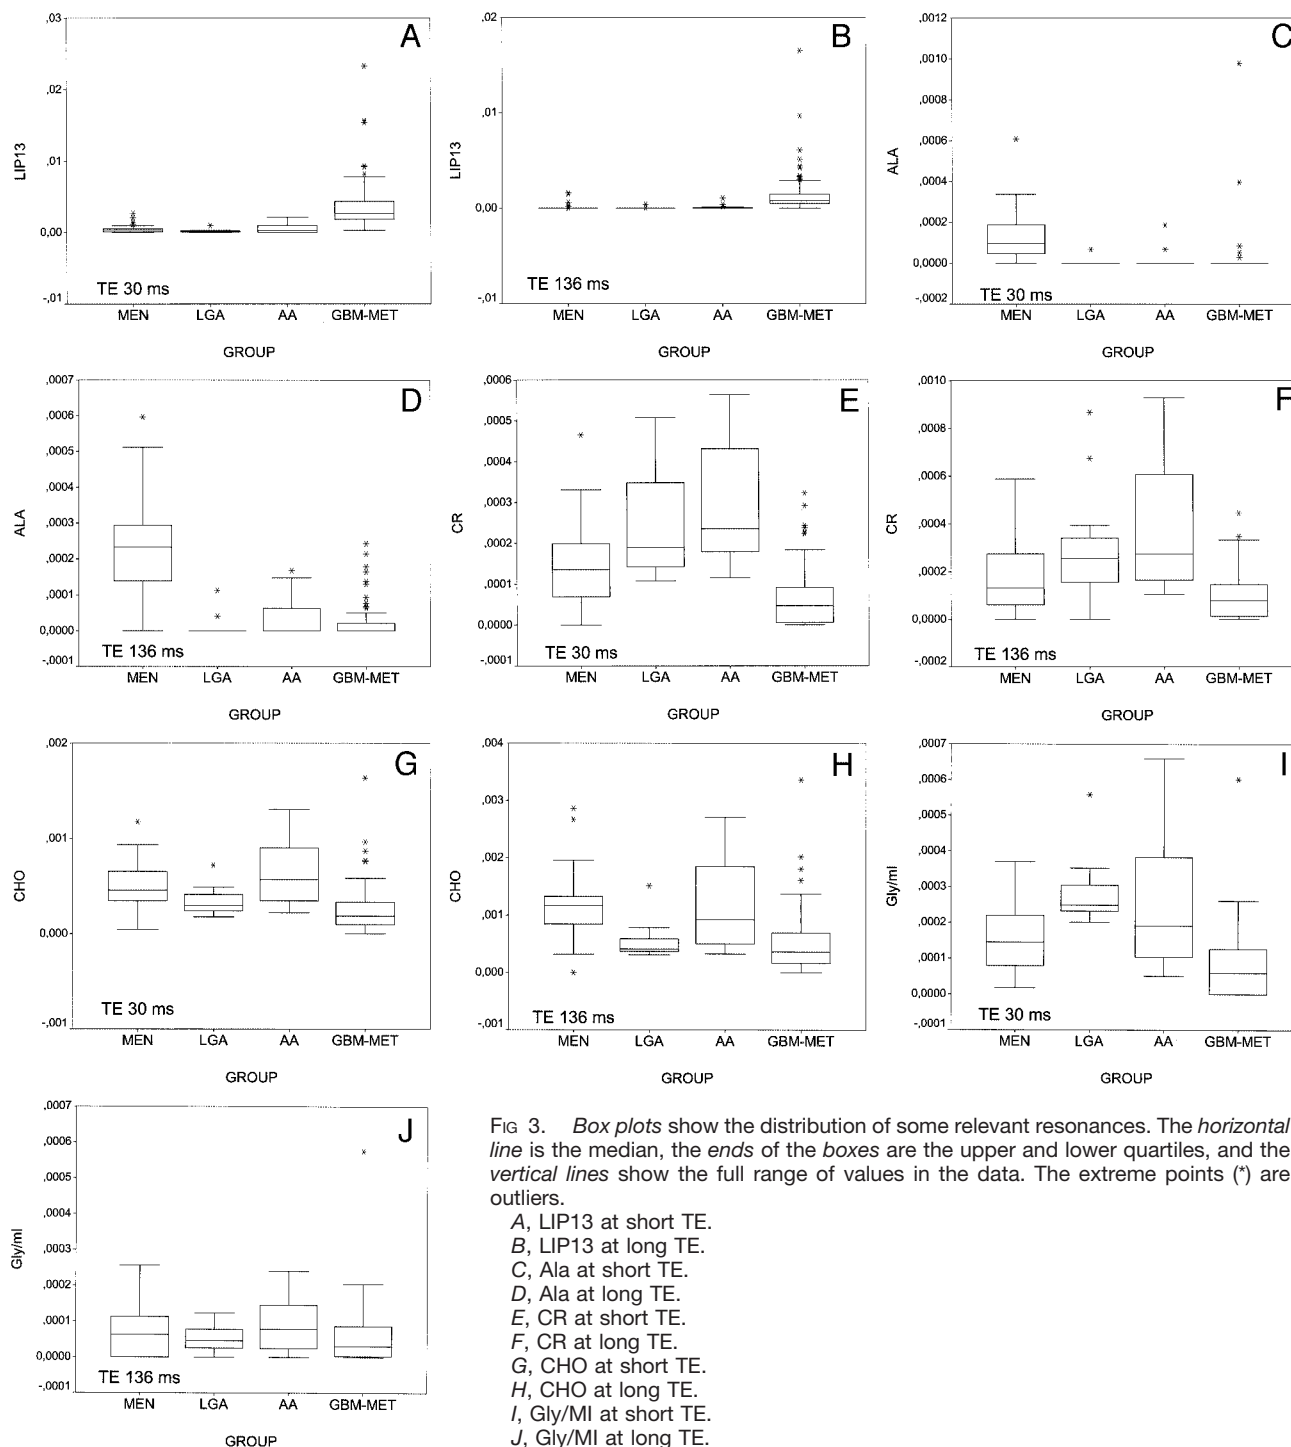 ,03
,02
,01
0,00
-,01
LIP13
A
TE 30 ms
MEN LGA AA GBM-MET
GROUP
,02
,01
0,00
-,01
LIP13
B
TE 136 ms
MEN LGA AA GBM-MET
GROUP
,0012
,0010
,0008
,0006
,0004
,0002
0,0000
-,0002
ALA
C
TE 30 ms
MEN LGA AA GBM-MET
GROUP
,0007
,0006
,0005
,0004
,0003
,0002
,0001
0,0000
-,0001
ALA
D
TE 136 ms
MEN LGA AA GBM-MET
GROUP
,0006
,0005
,0004
,0003
,0002
,0001
0,0000
-,0001
CR
E
TE 30 ms
MEN LGA AA GBM-MET
GROUP
,0010
,0008
,0006
,0004
,0002
0,0000
-,0002
CR
F
TE 136 ms
MEN LGA AA GBM-MET
GROUP
,002
,001
0,000
-,001
CHO
G
TE 30 ms
MEN LGA AA GBM-MET
GROUP
,004
,003
,002
,001
0,000
-,001
CHO
H
TE 136 ms
MEN LGA AA GBM-MET
GROUP
,0007
,0006
,0005
,0004
,0003
,0002
,0001
0,0000
-,0001
Gly/mI
I
TE 30 ms
MEN LGA AA GBM-MET
GROUP
,0007
,0006
,0005
,0004
,0003
,0002
,0001
0,0000
-,0001
Gly/mI
J
TE 136 ms
MEN LGA AA GBM-MET
GROUP
FIG 3. Box plots show the distribution of some relevant resonances. The horizontal
line is the median, the ends of the boxes are the upper and lower quartiles, and the
vertical lines show the full range of values in the data. The extreme points (*) are
outliers.
A, LIP13 at short TE.
B, LIP13 at long TE.
C, Ala at short TE.
D, Ala at long TE.
E, CR at short TE.
F, CR at long TE.
G, CHO at short TE.
H, CHO at long TE.
I, Gly/MI at short TE.
J, Gly/MI at long TE.